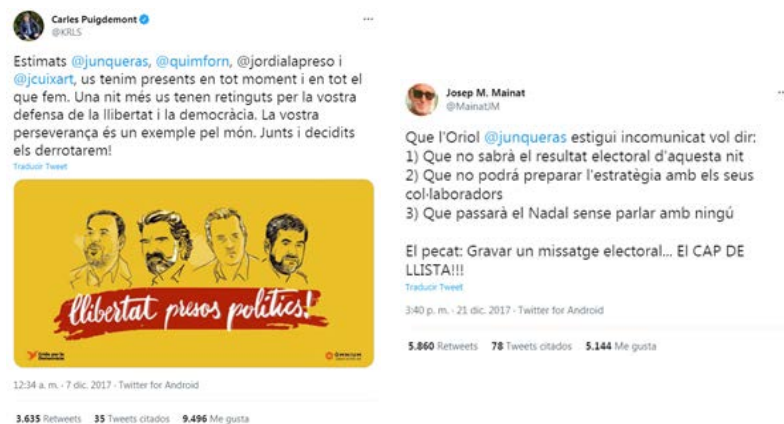 Carles Puigdemont
@KRLS
Estimats @junqueras, @quimforn, @jordialapreso i
@jcuixart, us tenim presents en tot moment i en tot el
que fem. Una nit més us tenen retinguts per la vostra
defensa de la llibertat i la democràcia. La vostra
perseverança és un exemple pel món. Junts i decidits
els derrotarem!
Traducir Tweet
llibertat presos polítics!
ÒMNIUM
12:34 a. m. · 7 dic. 2017 · Twitter for Android
3.635 Retweets 35 Tweets citados 9.496 Me gusta
Josep M. Mainat
@MainatJM
Que l'Oriol @junqueras estigui incomunicat vol dir:
1) Que no sabrà el resultat electoral d'aquesta nit
2) Que no podrá preparar l'estratègia amb els seus
col·laboradors
3) Que passarà el Nadal sense parlar amb ningú
El pecat: Gravar un missatge electoral... El CAP DE
LLISTA!!!
Traducir Tweet
3:40 p. m. · 21 dic. 2017 · Twitter for Android
5.860 Retweets 78 Tweets citados 5.144 Me gusta